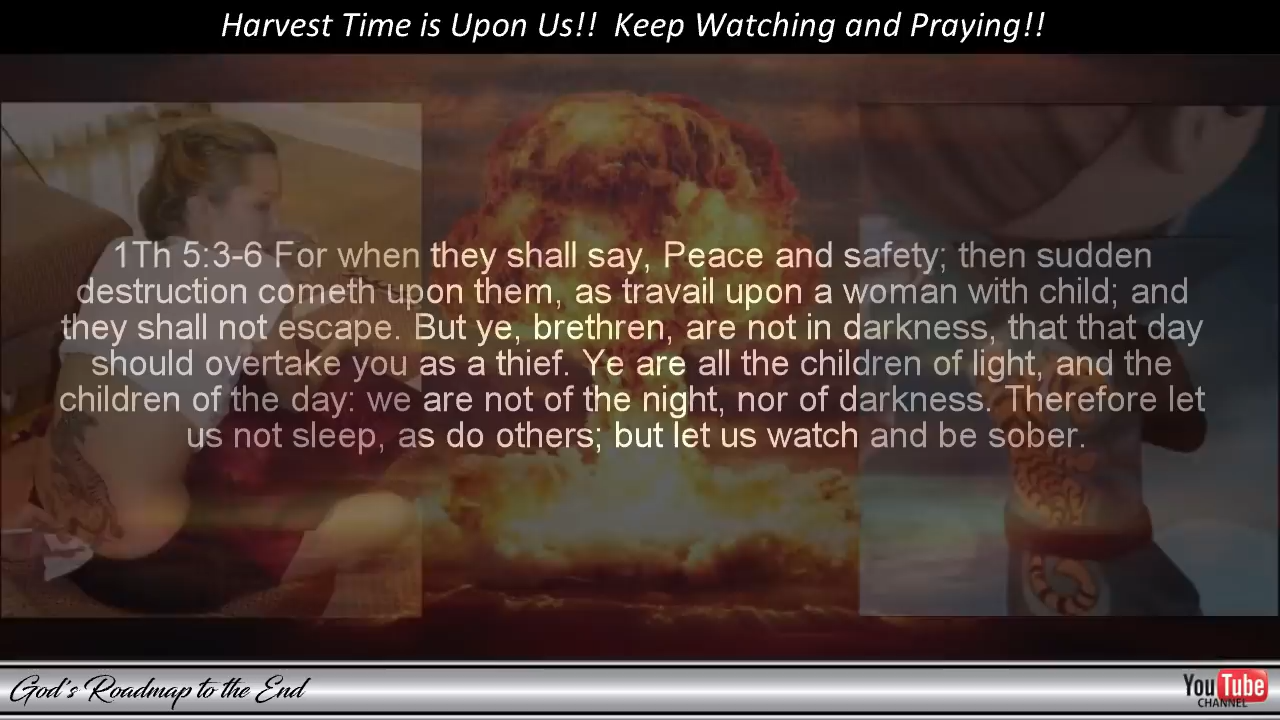 Harvest Time is Upon Us!! Keep Watching and Praying!!
1Th 5:3-6 For when they shall say, Peace and safety; then sudden
destruction cometh upon them, as travail upon a woman with child; and
they shall not escape. But ye, brethren, are not in darkness, that that day
should overtake you as a thief. Ye are all the children of light, and the
children of the day: we are not of the night, nor of darkness. Therefore let
us not sleep, as do others; but let us watch and be sober.
God's Roadmap to the End
YouTube
CHANNEL